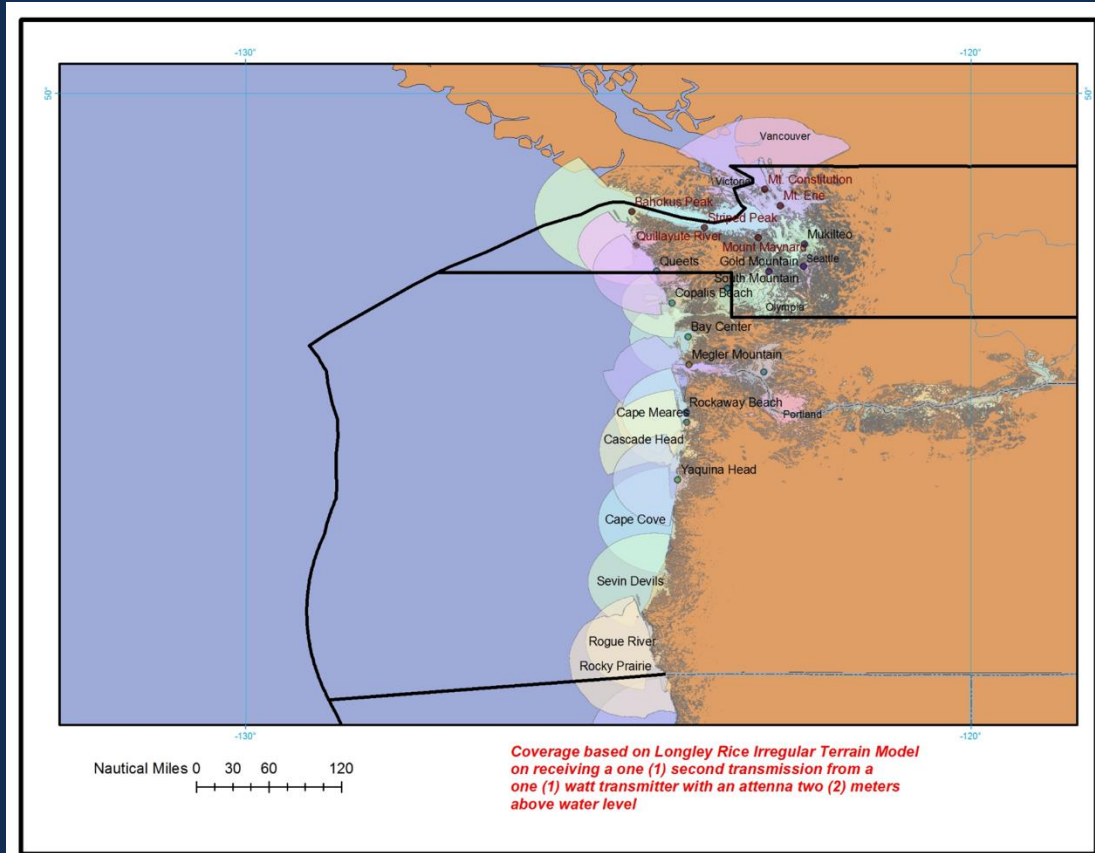 -130°
-120°
50°
50°
Vancouver
Victoria
Mt. Constitution
Mt. Erie
Bahokus Peak
Striped Peak
Quillayute River
Mount Maynard
Mukilteo
Queets
Gold Mountain
Seattle
South Mountain
Copalis Beach
Olympia
Bay Center
Megler Mountain
Rockaway Beach
Cape Meares
Portland
Cascade Head
Yaquina Head
Cape Cove
Sevin Devils
Rogue River
Rocky Prairie
-130°
-120°
Nautical Miles 0 30 60 120
Coverage based on Longley Rice Irregular Terrain Model
on receiving a one (1) second transmission from a
one (1) watt transmitter with an attenna two (2) meters
above water level